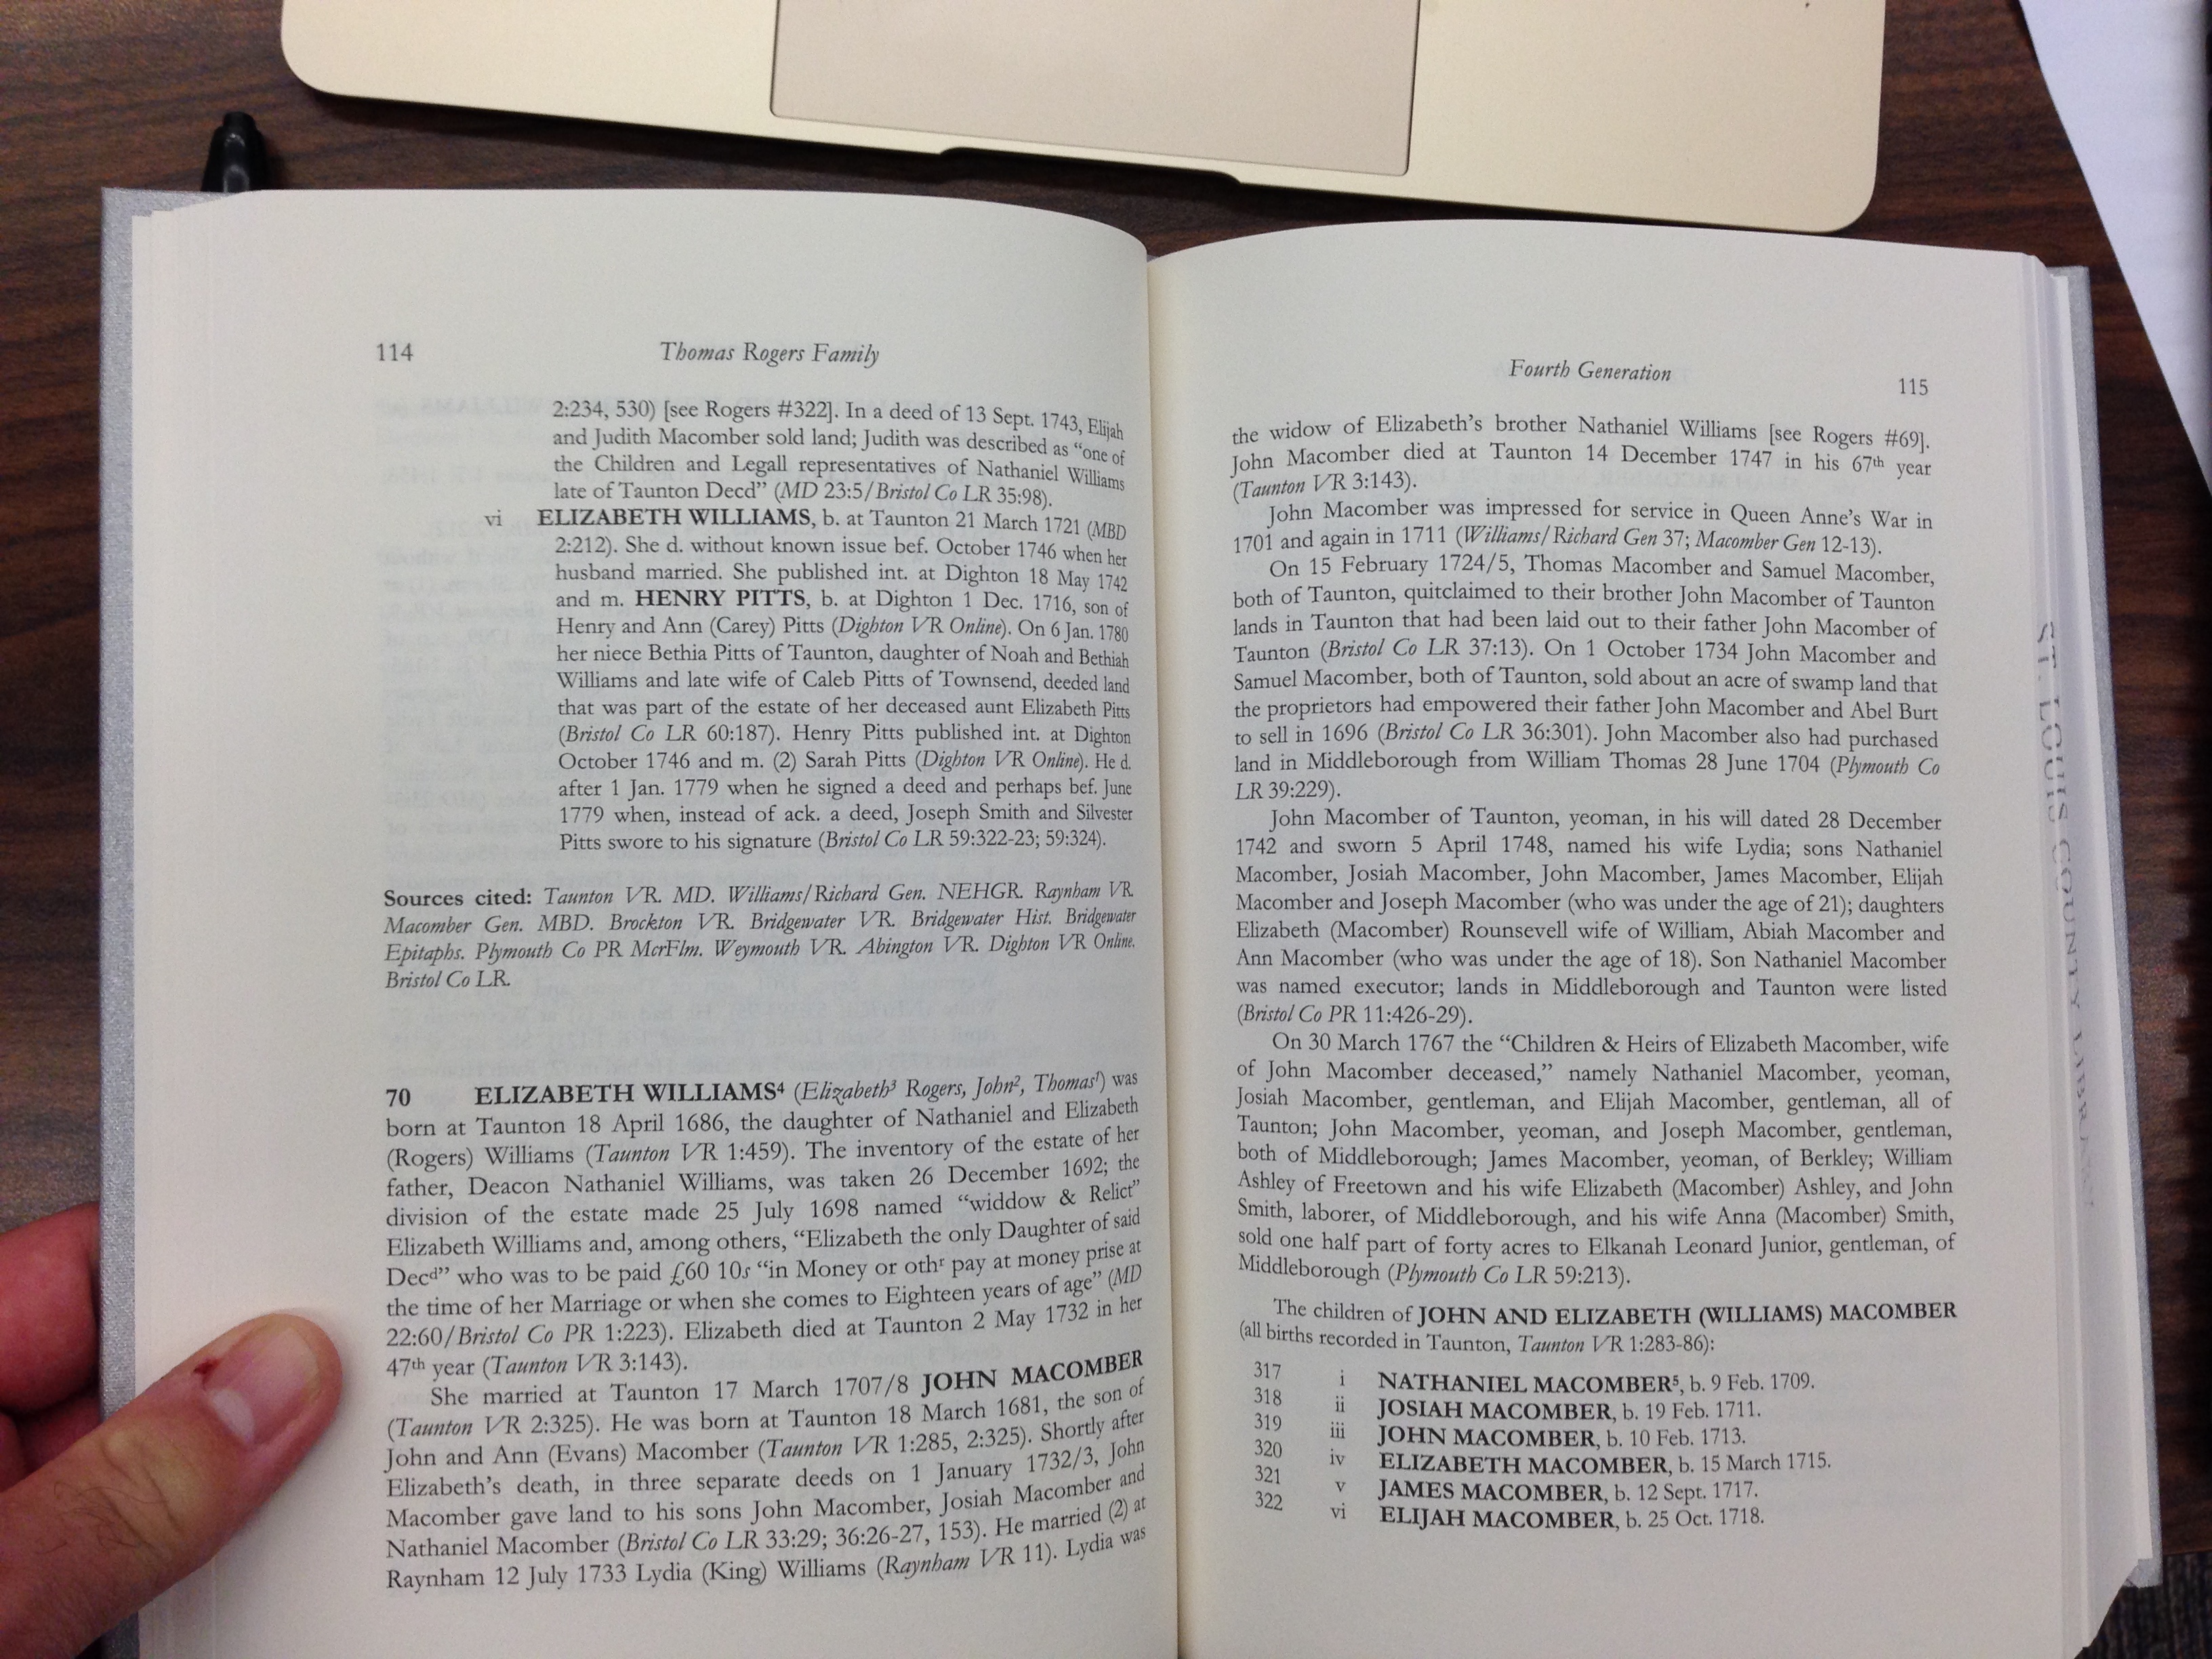 114
Thomas Rogers Family
2:234, 530) [see Rogers #322]. In a deed of 13 Sept. 1743, Elijah
and Judith Macomber sold land; Judith was described as “one of
the Children and Legall representatives of Nathaniel Williams
late of Taunton Decd” (MD 23:5/Bristol Co LR 35:98).
vi ELIZABETH WILLIAMS, b. at Taunton 21 March 1721 (MBD
2:212). She d. without known issue bef. October 1746 when her
husband married. She published int. at Dighton 18 May 1742
and m. HENRY PITTS, b. at Dighton 1 Dec. 1716, son of
Henry and Ann (Carey) Pitts (Dighton VR Online). On 6 Jan. 1780
her niece Bethia Pitts of Taunton, daughter of Noah and Bethiah
Williams and late wife of Caleb Pitts of Townsend, deeded land
that was part of the estate of her deceased aunt Elizabeth Pitts
(Bristol Co LR 60:187). Henry Pitts published int. at Dighton
October 1746 and m. (2) Sarah Pitts (Dighton VR Online). He d.
after 1 Jan. 1779 when he signed a deed and perhaps bef. June
1779 when, instead of ack. a deed, Joseph Smith and Silvester
Pitts swore to his signature (Bristol Co LR 59:322-23; 59:324).
Sources cited: Taunton VR. MD. Williams/Richard Gen. NEHGR. Raynham VR.
Macomber Gen. MBD. Brockton VR. Bridgewater VR. Bridgewater Hist. Bridgewater
Epitaphs. Plymouth Co PR McrFlm. Weymouth VR. Abington VR. Dighton VR Online.
Bristol Co LR.
70 ELIZABETH WILLIAMS⁴ (Elizabeth³ Rogers, John², Thomas¹) was
born at Taunton 18 April 1686, the daughter of Nathaniel and Elizabeth
(Rogers) Williams (Taunton VR 1:459). The inventory of the estate of her
father, Deacon Nathaniel Williams, was taken 26 December 1692; the
division of the estate made 25 July 1698 named “widdow & Relict”
Elizabeth Williams and, among others, “Elizabeth the only Daughter of said
Decᵈ” who was to be paid £60 10s “in Money or othʳ pay at money prise at
the time of her Marriage or when she comes to Eighteen years of age” (MD
22:60/Bristol Co PR 1:223). Elizabeth died at Taunton 2 May 1732 in her
47th year (Taunton VR 3:143).
She married at Taunton 17 March 1707/8 JOHN MACOMBER
(Taunton VR 2:325). He was born at Taunton 18 March 1681, the son of
John and Ann (Evans) Macomber (Taunton VR 1:285, 2:325). Shortly after
Elizabeth’s death, in three separate deeds on 1 January 1732/3, John
Macomber gave land to his sons John Macomber, Josiah Macomber and
Nathaniel Macomber (Bristol Co LR 33:29; 36:26-27, 153). He married (2) at
Raynham 12 July 1733 Lydia (King) Williams (Raynham VR 11). Lydia was
Fourth Generation
115
the widow of Elizabeth’s brother Nathaniel Williams [see Rogers #69].
John Macomber died at Taunton 14 December 1747 in his 67th year
(Taunton VR 3:143).
John Macomber was impressed for service in Queen Anne’s War in
1701 and again in 1711 (Williams/Richard Gen 37; Macomber Gen 12-13).
On 15 February 1724/5, Thomas Macomber and Samuel Macomber,
both of Taunton, quitclaimed to their brother John Macomber of Taunton
lands in Taunton that had been laid out to their father John Macomber of
Taunton (Bristol Co LR 37:13). On 1 October 1734 John Macomber and
Samuel Macomber, both of Taunton, sold about an acre of swamp land that
the proprietors had empowered their father John Macomber and Abel Burt
to sell in 1696 (Bristol Co LR 36:301). John Macomber also had purchased
land in Middleborough from William Thomas 28 June 1704 (Plymouth Co
LR 39:229).
John Macomber of Taunton, yeoman, in his will dated 28 December
1742 and sworn 5 April 1748, named his wife Lydia; sons Nathaniel
Macomber, Josiah Macomber, John Macomber, James Macomber, Elijah
Macomber and Joseph Macomber (who was under the age of 21); daughters
Elizabeth (Macomber) Rounsevell wife of William, Abiah Macomber and
Ann Macomber (who was under the age of 18). Son Nathaniel Macomber
was named executor; lands in Middleborough and Taunton were listed
(Bristol Co PR 11:426-29).
On 30 March 1767 the “Children & Heirs of Elizabeth Macomber, wife
of John Macomber deceased,” namely Nathaniel Macomber, yeoman,
Josiah Macomber, gentleman, and Elijah Macomber, gentleman, all of
Taunton; John Macomber, yeoman, and Joseph Macomber, gentleman,
both of Middleborough; James Macomber, yeoman, of Berkley; William
Ashley of Freetown and his wife Elizabeth (Macomber) Ashley, and John
Smith, laborer, of Middleborough, and his wife Anna (Macomber) Smith,
sold one half part of forty acres to Elkanah Leonard Junior, gentleman, of
Middleborough (Plymouth Co LR 59:213).
The children of JOHN AND ELIZABETH (WILLIAMS) MACOMBER
(all births recorded in Taunton, Taunton VR 1:283-86):
317 i NATHANIEL MACOMBER⁵, b. 9 Feb. 1709.
318 ii JOSIAH MACOMBER, b. 19 Feb. 1711.
319 iii JOHN MACOMBER, b. 10 Feb. 1713.
320 iv ELIZABETH MACOMBER, b. 15 March 1715.
321 v JAMES MACOMBER, b. 12 Sept. 1717.
322 vi ELIJAH MACOMBER, b. 25 Oct. 1718.
ST. LOUIS COUNTY LIBRARY